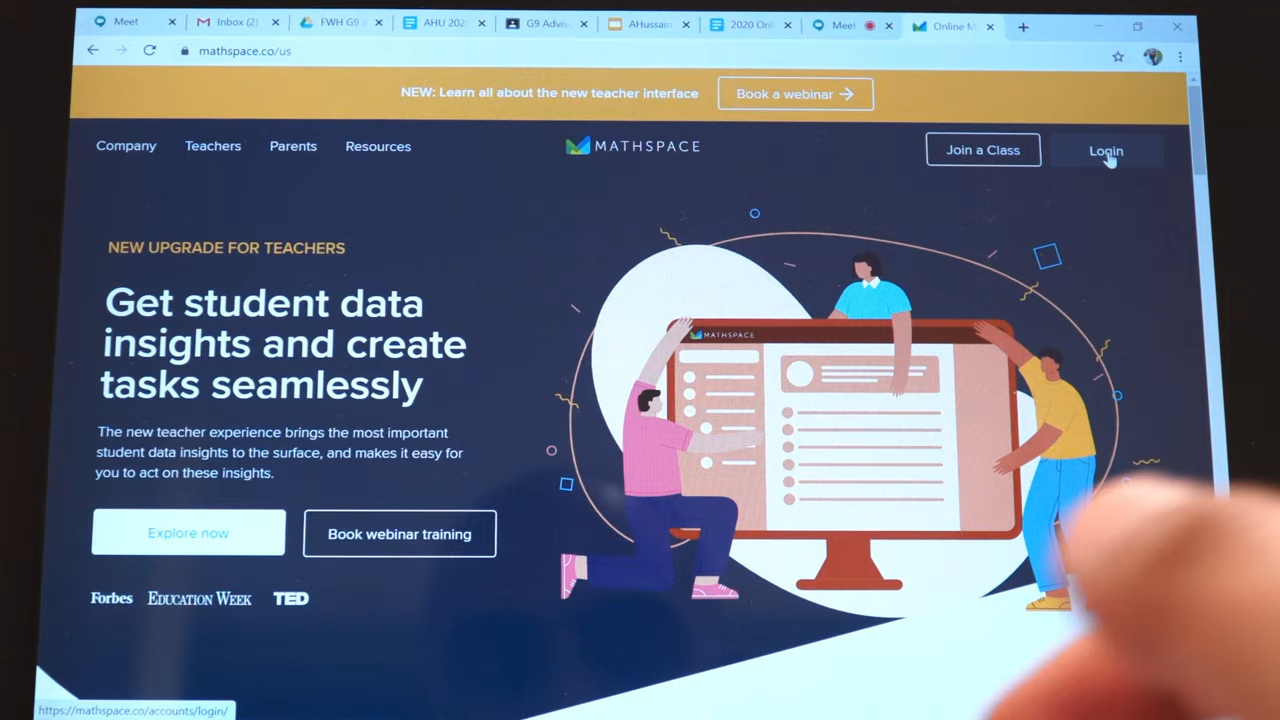 Meet
Inbox (2)
FWH G9
AHU 202
G9 Advis
AHussain
2020 Onl
Meet
Online M
mathspace.co/us
NEW: Learn all about the new teacher interface
Book a webinar →
Company
Teachers
Parents
Resources
MATHSPACE
Join a Class
Login
NEW UPGRADE FOR TEACHERS
Get student data
insights and create
tasks seamlessly
MATHSPACE
The new teacher experience brings the most important
student data insights to the surface, and makes it easy for
you to act on these insights.
Explore now
Book webinar training
Forbes
EDUCATION WEEK
TED
https://mathspace.co/accounts/login/